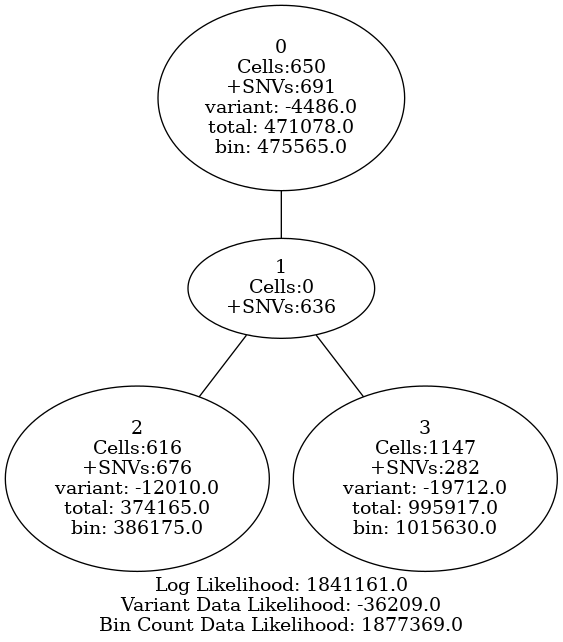 0
Cells:650
+SNVs:691
variant: -4486.0
total: 471078.0
bin: 475565.0
1
Cells:0
+SNVs:636
2
Cells:616
+SNVs:676
variant: -12010.0
total: 374165.0
bin: 386175.0
3
Cells:1147
+SNVs:282
variant: -19712.0
total: 995917.0
bin: 1015630.0
Log Likelihood: 1841161.0
Variant Data Likelihood: -36209.0
Bin Count Data Likelihood: 1877369.0